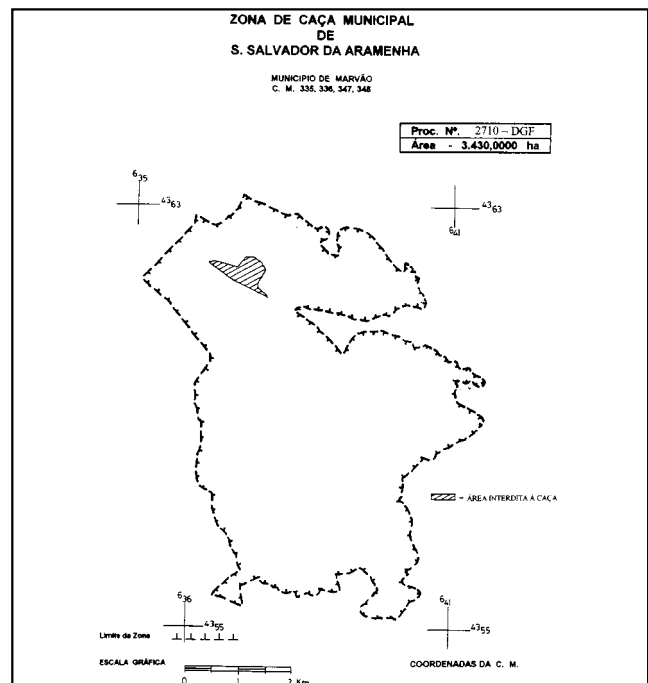 ZONA DE CAÇA MUNICIPAL
DE
S. SALVADOR DA ARAMENHA
MUNICIPIO DE MARVÃO
C. M. 335, 336, 347, 348
Proc. Nº. 2710 – DGF
Área - 3.430,0000 ha
635
4363
4363
641
= ÁREA INTERDITA À CAÇA
636
4355
641
4355
Limite da Zona
ESCALA GRÁFICA
0 1 2 Km
COORDENADAS DA C. M.